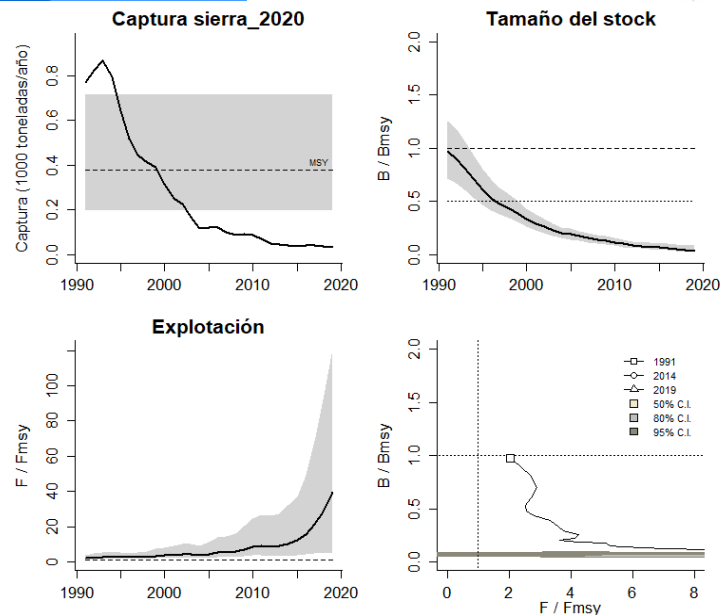 Captura sierra_2020
Captura (1000 toneladas/año)
0.0 0.2 0.4 0.6 0.8
MSY
1990 2000 2010 2020
Tamaño del stock
B / Bmsy
0.0 0.5 1.0 1.5 2.0
1990 2000 2010 2020
Explotación
F / Fmsy
0 20 40 60 80 100
1990 2000 2010 2020
B / Bmsy
0.0 0.5 1.0 1.5 2.0
1991
2014
2019
50% C.I.
80% C.I.
95% C.I.
0 2 4 6 8
F / Fmsy